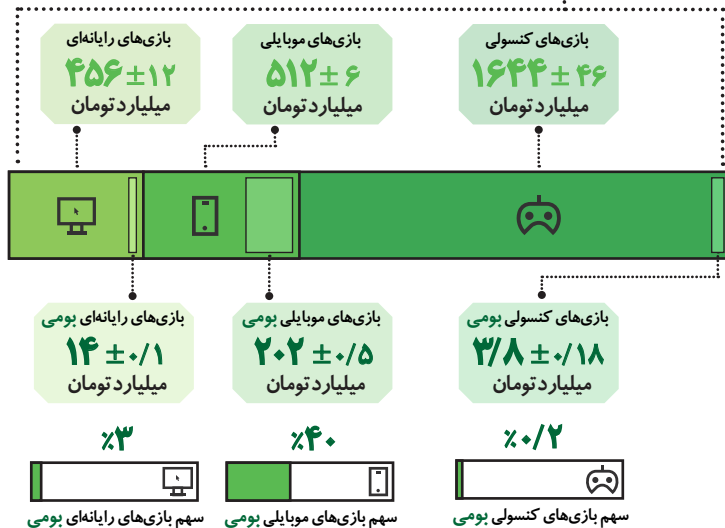 بازی‌های کنسولی
۱۶۴۴ ± ۴۶
میلیارد تومان
بازی‌های موبایلی
۵۱۲ ± ۶
میلیارد تومان
بازی‌های رایانه‌ای
۴۵۶ ± ۱۲
میلیارد تومان
بازی‌های کنسولی بومی
۳/۸ ± ۰/۱۸
میلیارد تومان
بازی‌های موبایلی بومی
۲۰۲ ± ۰/۵
میلیارد تومان
بازی‌های رایانه‌ای بومی
۱۴ ± ۰/۱
میلیارد تومان
٪۰/۲
سهم بازی‌های کنسولی بومی
٪۴۰
سهم بازی‌های موبایلی بومی
٪۳
سهم بازی‌های رایانه‌ای بومی